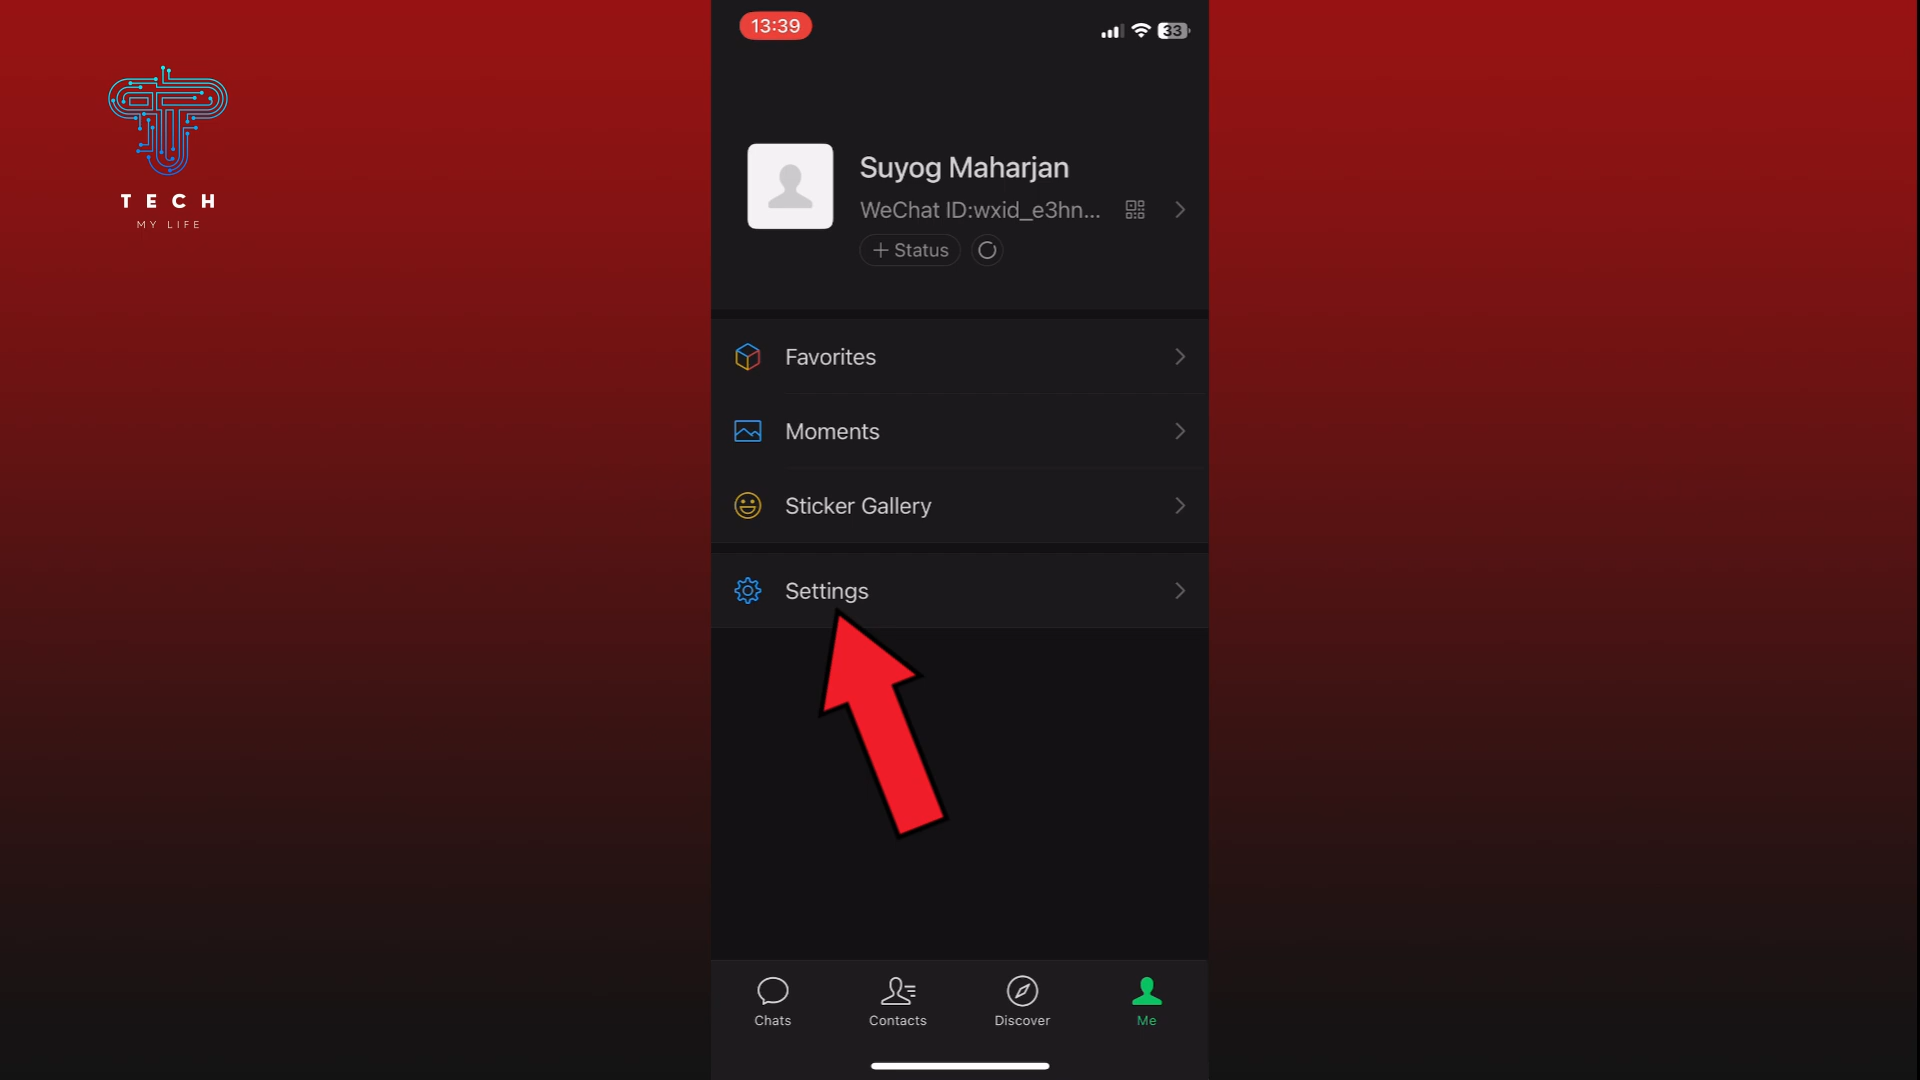 TECH
MY LIFE
13:39
33
Suyog Maharjan
WeChat ID:wxid_e3hn...
+ Status
Favorites
Moments
Sticker Gallery
Settings
Chats
Contacts
Discover
Me